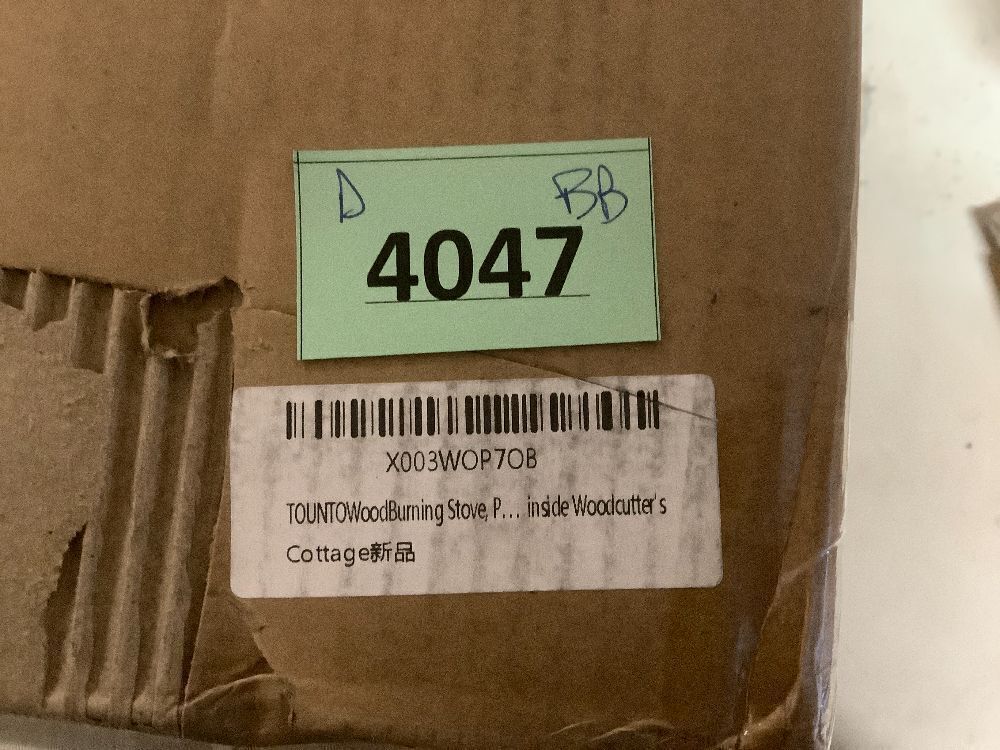 D BB
4047
X003WOP7OB
TOUNTOWoodBurning Stove, P... inside Woodcutter's
Cottage新品